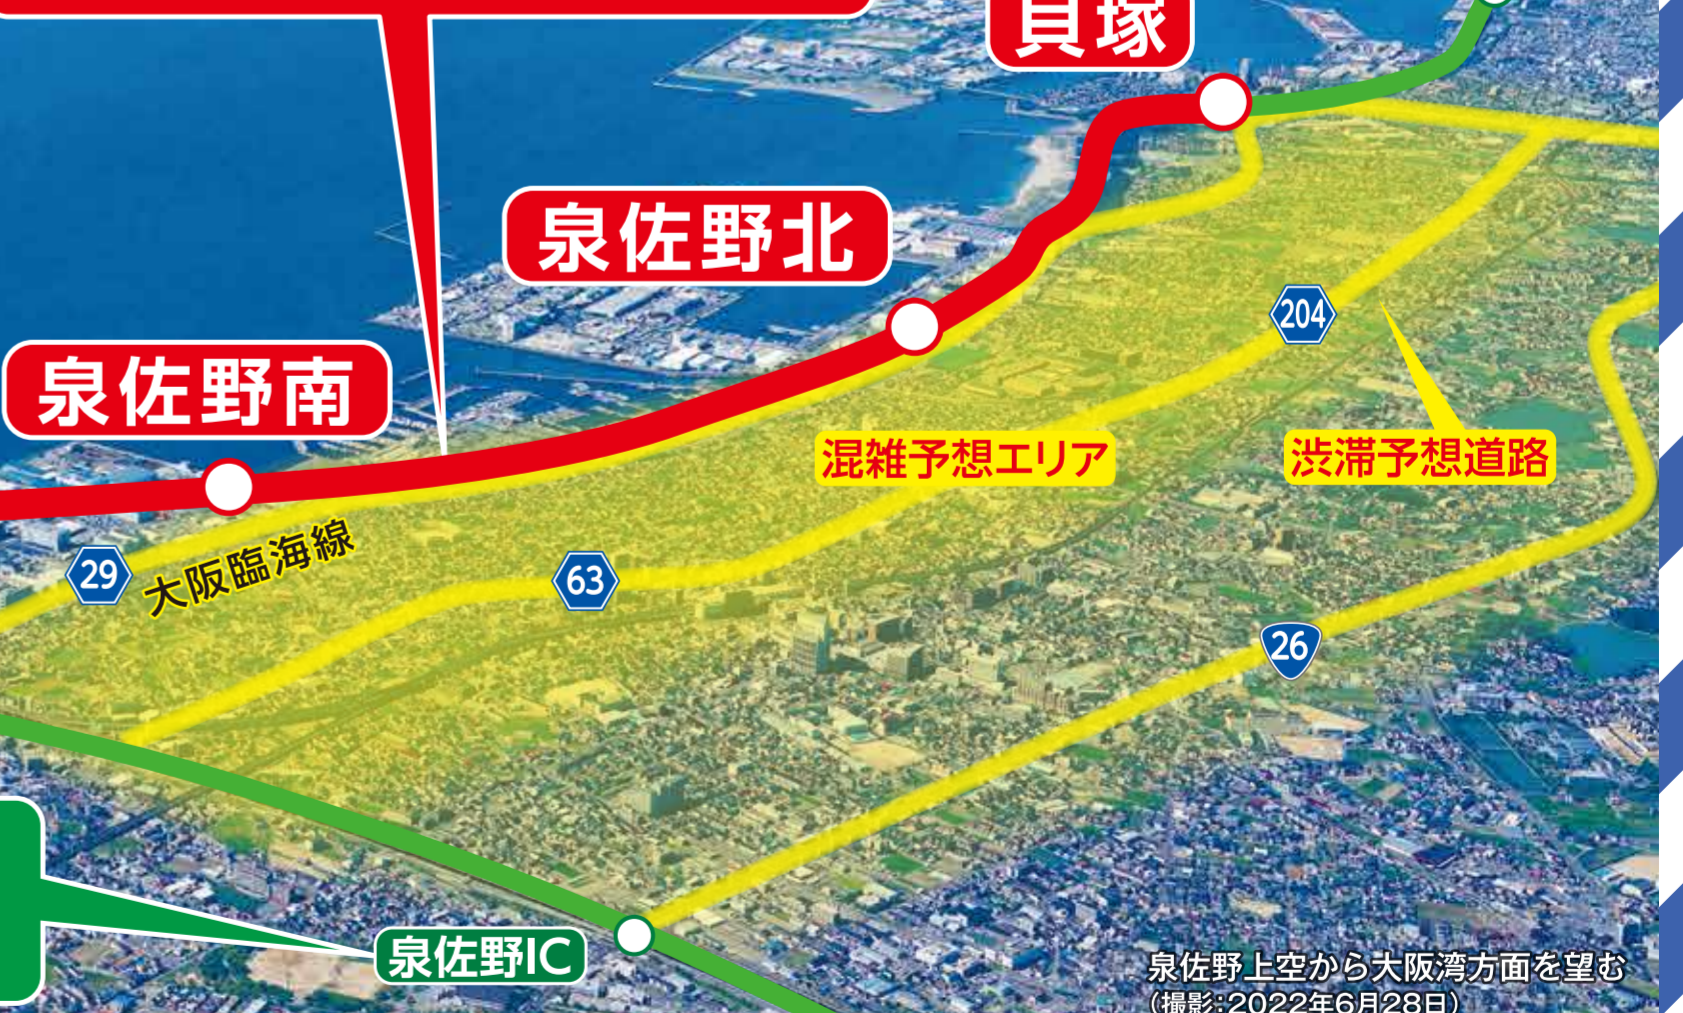 貝塚
泉佐野北
204
泉佐野南
混雑予想エリア
渋滞予想道路
29
大阪臨海線
63
26
泉佐野IC
泉佐野上空から大阪湾方面を望む
(撮影:2022年6月28日)